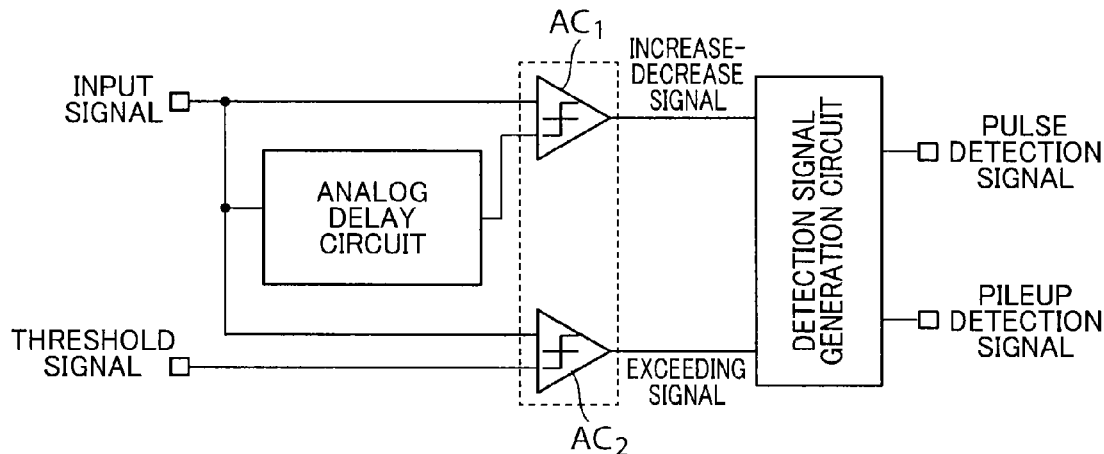 AC1
INPUT
SIGNAL
INCREASE-
DECREASE
SIGNAL
ANALOG
DELAY
CIRCUIT
DETECTION SIGNAL
GENERATION CIRCUIT
PULSE
DETECTION
SIGNAL
THRESHOLD
SIGNAL
EXCEEDING
SIGNAL
PILEUP
DETECTION
SIGNAL
AC2